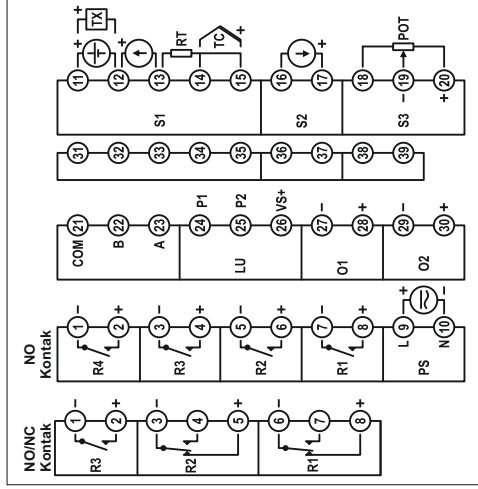 TX
+
+
+
RT
TC
+
+
POT
11
12
13
14
15
16
17
18
19
20
−
+
S1
S2
S3
31
32
33
34
35
36
37
38
39
COM
B
A
P1
P2
VS+
−
+
−
+
21
22
23
24
25
26
27
28
29
30
LU
O1
O2
NO
Kontak
−
+
−
+
−
+
−
+
+
−
1
2
3
4
5
6
7
8
9
10
L
N
R4
R3
R2
R1
PS
NO/NC
Kontak
−
+
−
+
−
+
1
2
3
4
5
6
7
8
R3
R2
R1